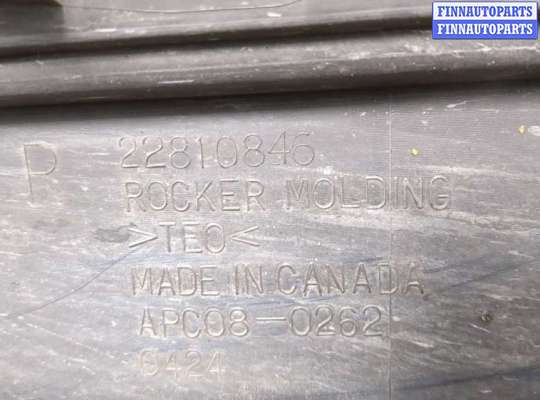 FINNAUTOPARTS
FINNAUTOPARTS
P
22810846
ROCKER MOLDING
>TEO<
MADE IN CANADA
APC08-0262
0424